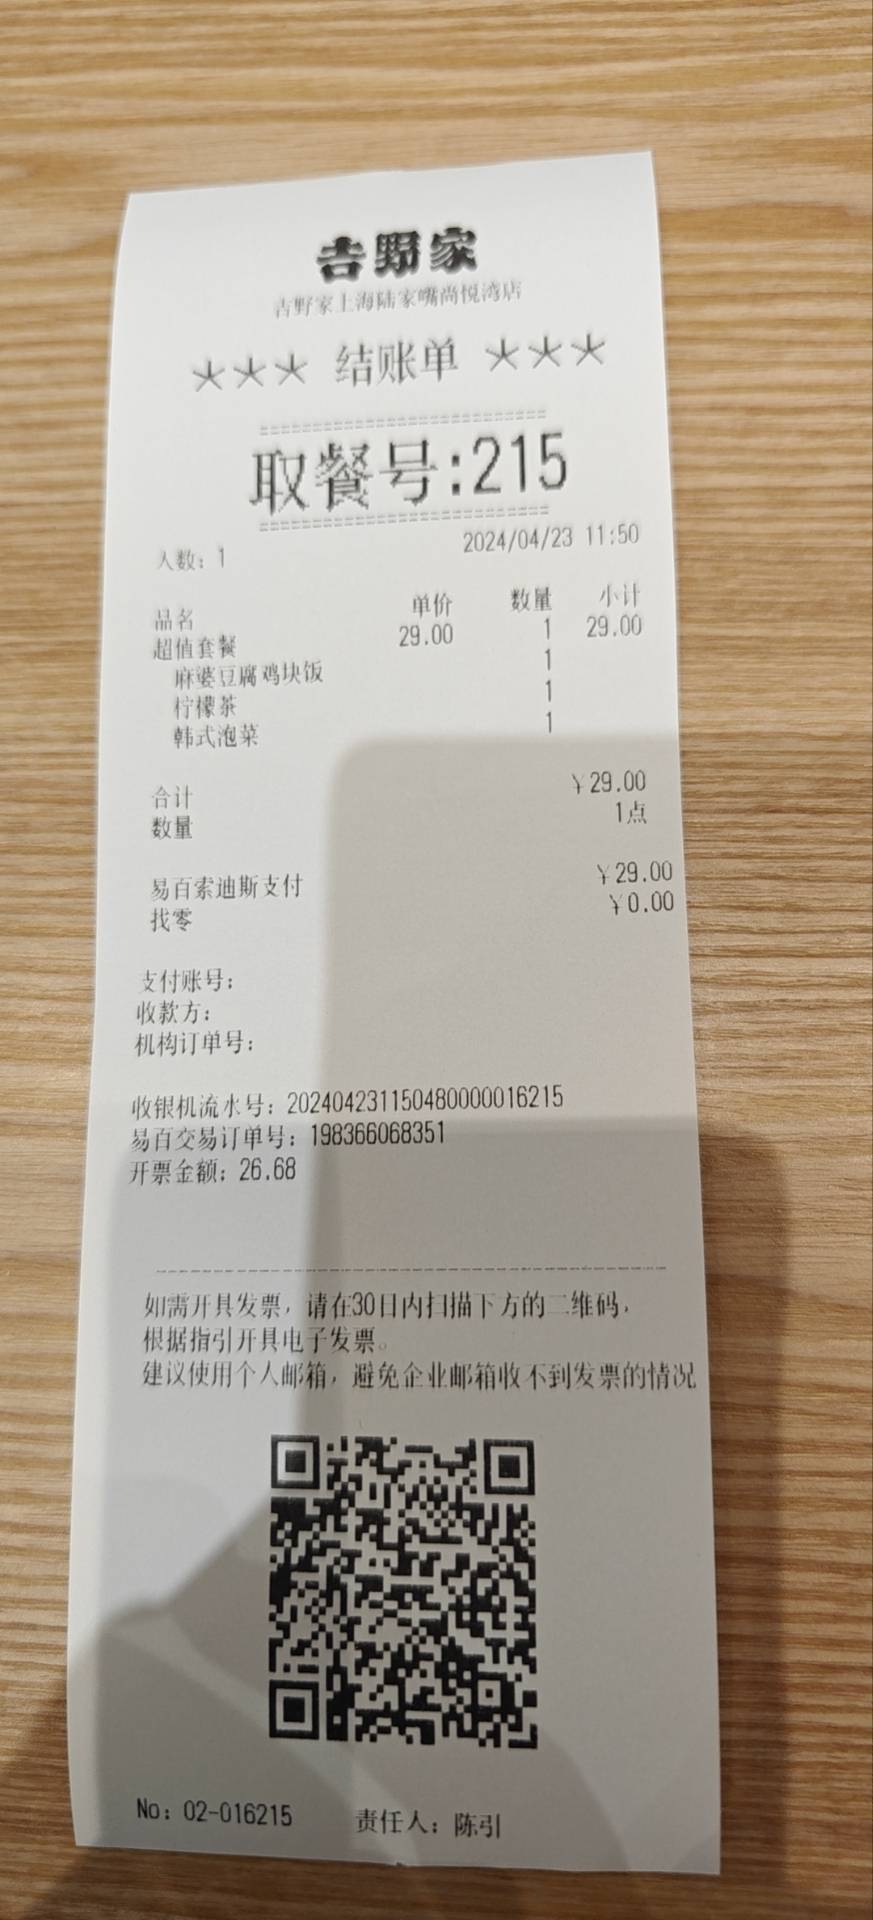 吉野家
吉野家上海陆家嘴尚悦湾店
*** 结账单 ***
===========================
取餐号:215
===========================
人数: 1 2024/04/23 11:50
品名 单价 数量 小计
超值套餐 29.00 1 29.00
麻婆豆腐鸡块饭 1
柠檬茶 1
韩式泡菜 1
合计 ¥29.00
数量 1点
易百索迪斯支付 ¥29.00
找零 ¥0.00
支付账号:
收款方:
机构订单号:
收银机流水号: 202404231150480000016215
易百交易订单号: 198366068351
开票金额: 26.68
如需开具发票, 请在30日内扫描下方的二维码,
根据指引开具电子发票。
建议使用个人邮箱, 避免企业邮箱收不到发票的情况
No: 02-016215 责任人: 陈引